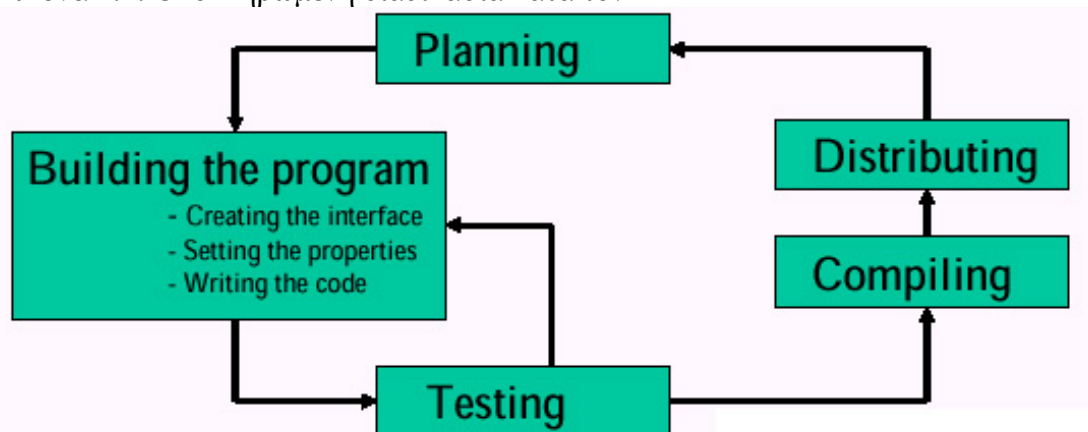 Planning
Building the program
- Creating the interface
- Setting the properties
- Writing the code
Distributing
Compiling
Testing